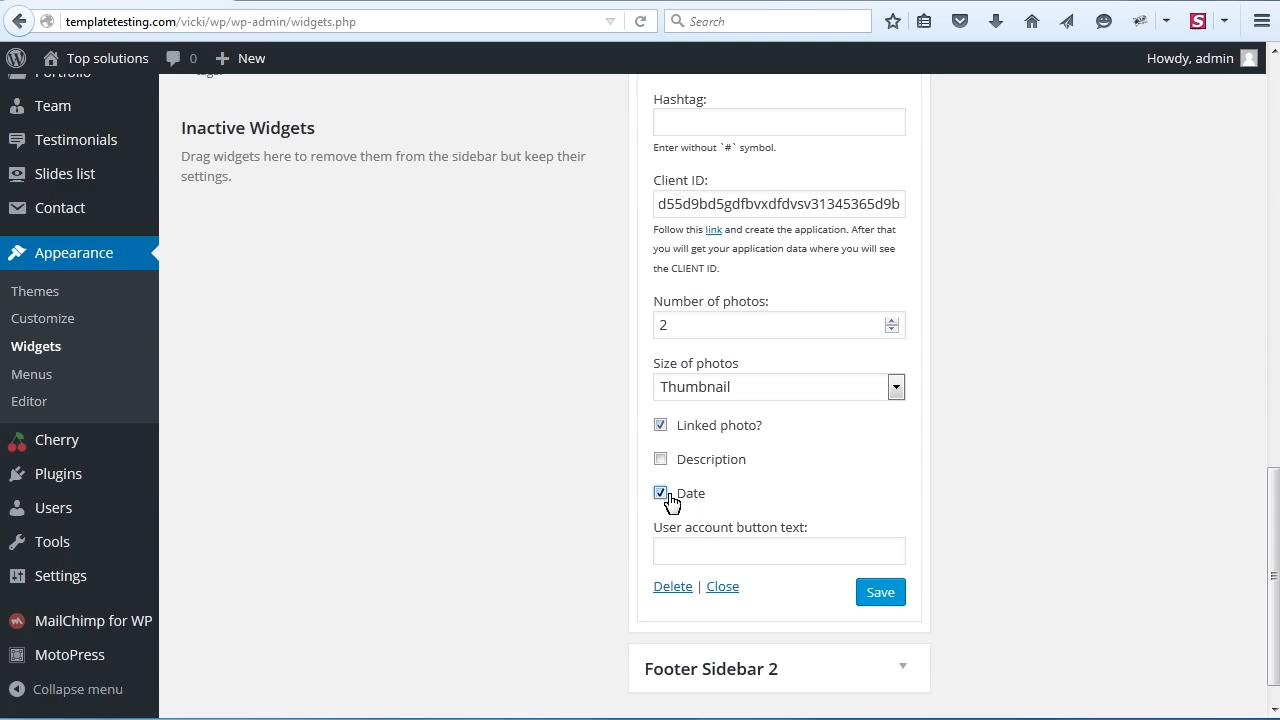 templatetesting.com/vicki/wp/wp-admin/widgets.php
Search
S
Top solutions
0
New
Howdy, admin
Portfolio
Team
Testimonials
Slides list
Contact
Appearance
Themes
Customize
Widgets
Menus
Editor
Cherry
Plugins
Users
Tools
Settings
MailChimp for WP
MotoPress
Collapse menu
Inactive Widgets
Drag widgets here to remove them from the sidebar but keep their
settings.
Hashtag:
Enter without `#` symbol.
Client ID:
d55d9bd5gdfbvxdfdvsv31345365d9b
Follow this link and create the application. After that
you will get your application data where you will see
the CLIENT ID.
Number of photos:
2
Size of photos
Thumbnail
Linked photo?
Description
Date
User account button text:
Delete | Close
Save
Footer Sidebar 2